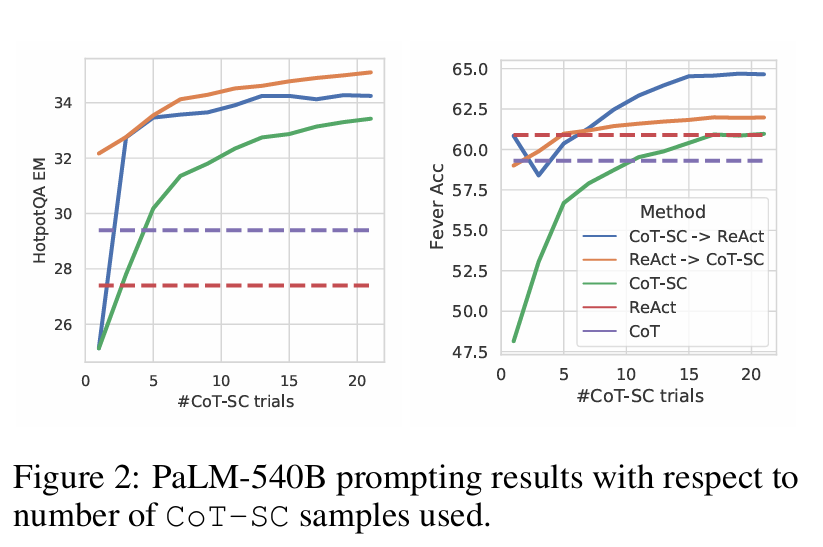 HotpotQA EM
34
32
30
28
26
0
5
10
15
20
#CoT-SC trials
Fever Acc
65.0
62.5
60.0
57.5
55.0
52.5
50.0
47.5
0
5
10
15
20
#CoT-SC trials
Method
CoT-SC -> ReAct
ReAct -> CoT-SC
CoT-SC
ReAct
CoT
Figure 2: PaLM-540B prompting results with respect to
number of CoT-SC samples used.